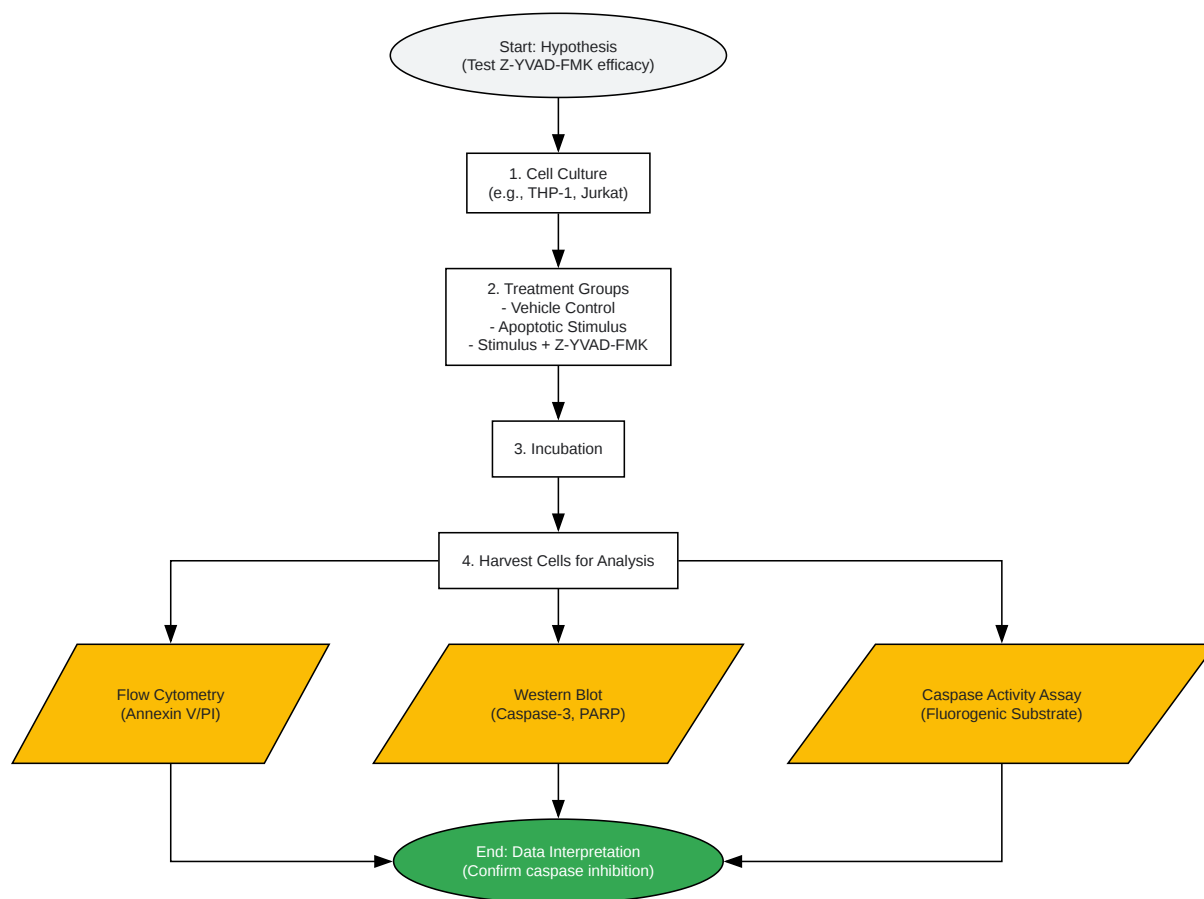 Start: Hypothesis
(Test Z-YVAD-FMK efficacy)
1. Cell Culture
(e.g., THP-1, Jurkat)
2. Treatment Groups
- Vehicle Control
- Apoptotic Stimulus
- Stimulus + Z-YVAD-FMK
3. Incubation
4. Harvest Cells for Analysis
Flow Cytometry
(Annexin V/PI)
Western Blot
(Caspase-3, PARP)
Caspase Activity Assay
(Fluorogenic Substrate)
End: Data Interpretation
(Confirm caspase inhibition)